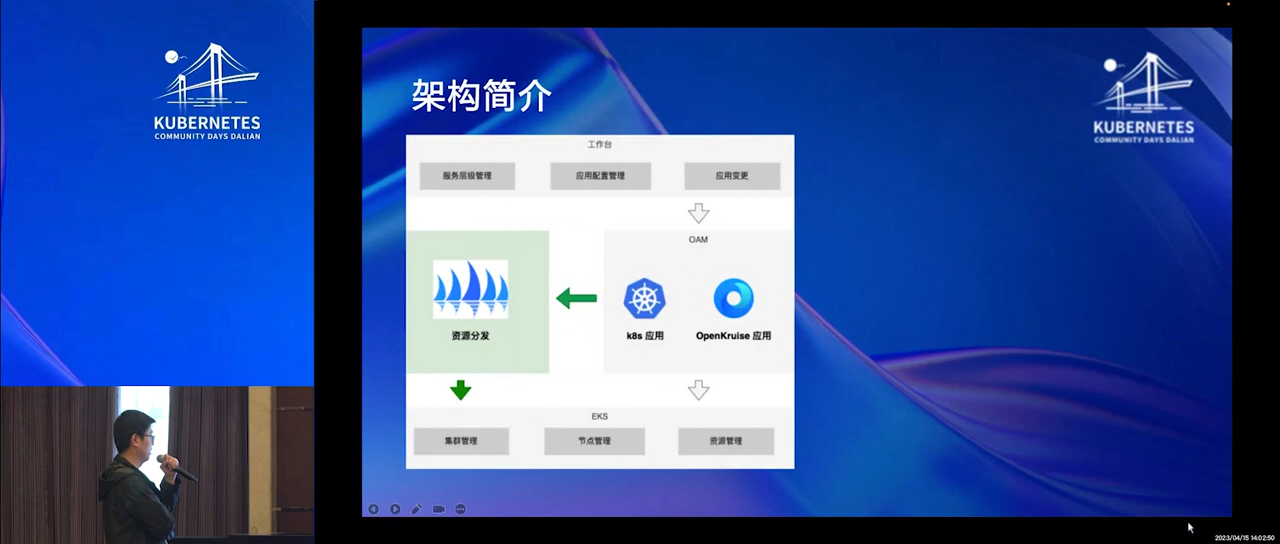 KUBERNETES
COMMUNITY DAYS DALIAN
架构简介
KUBERNETES
COMMUNITY DAYS DALIAN
工作台
服务层级管理
应用配置管理
应用变更
OAM
资源分发
k8s 应用
OpenKruise 应用
EKS
集群管理
节点管理
资源管理
2023/04/15 14:02:50